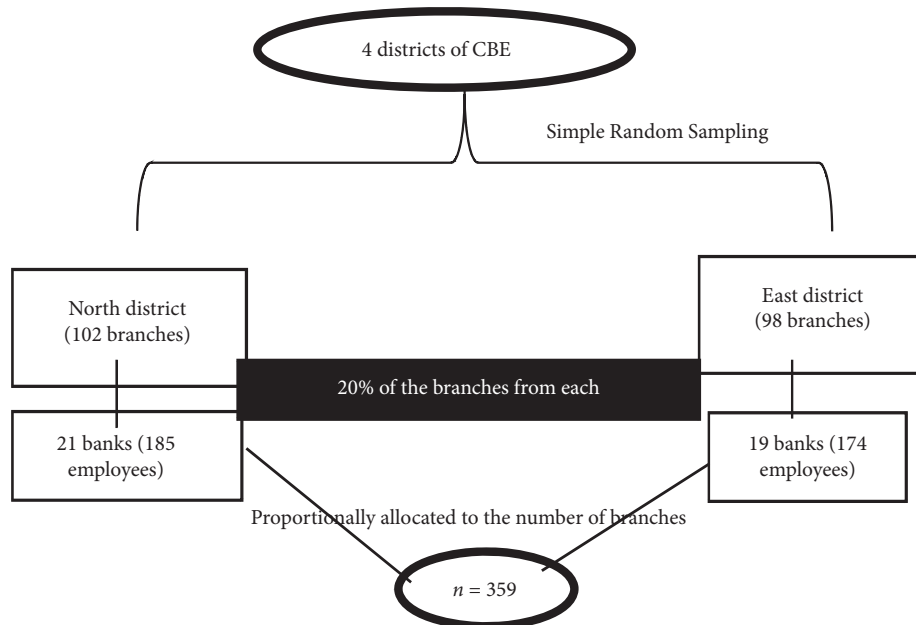 4 districts of CBE
Simple Random Sampling
North district
(102 branches)
East district
(98 branches)
20% of the branches from each
21 banks (185
employees)
19 banks (174
employees)
Proportionally allocated to the number of branches
n = 359